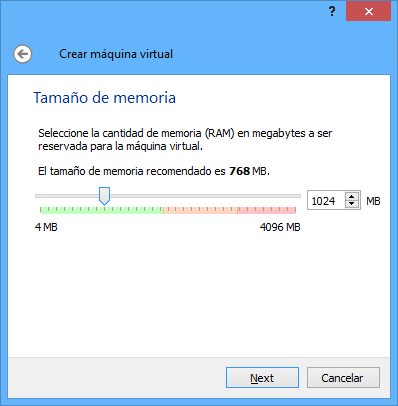 ?
Crear máquina virtual
Tamaño de memoria
Seleccione la cantidad de memoria (RAM) en megabytes a ser
reservada para la máquina virtual.
El tamaño de memoria recomendado es 768 MB.
1024 MB
4 MB 4096 MB
Next Cancelar